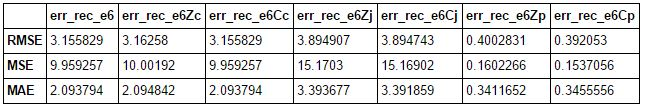 err_rec_e6 err_rec_e6Zc err_rec_e6Cc err_rec_e6Zj err_rec_e6Cj err_rec_e6Zp err_rec_e6Cp
RMSE 3.155829 3.16258 3.155829 3.894907 3.894743 0.4002831 0.392053
MSE 9.959257 10.00192 9.959257 15.1703 15.16902 0.1602266 0.1537056
MAE 2.093794 2.094842 2.093794 3.393677 3.391859 0.3411652 0.3455556